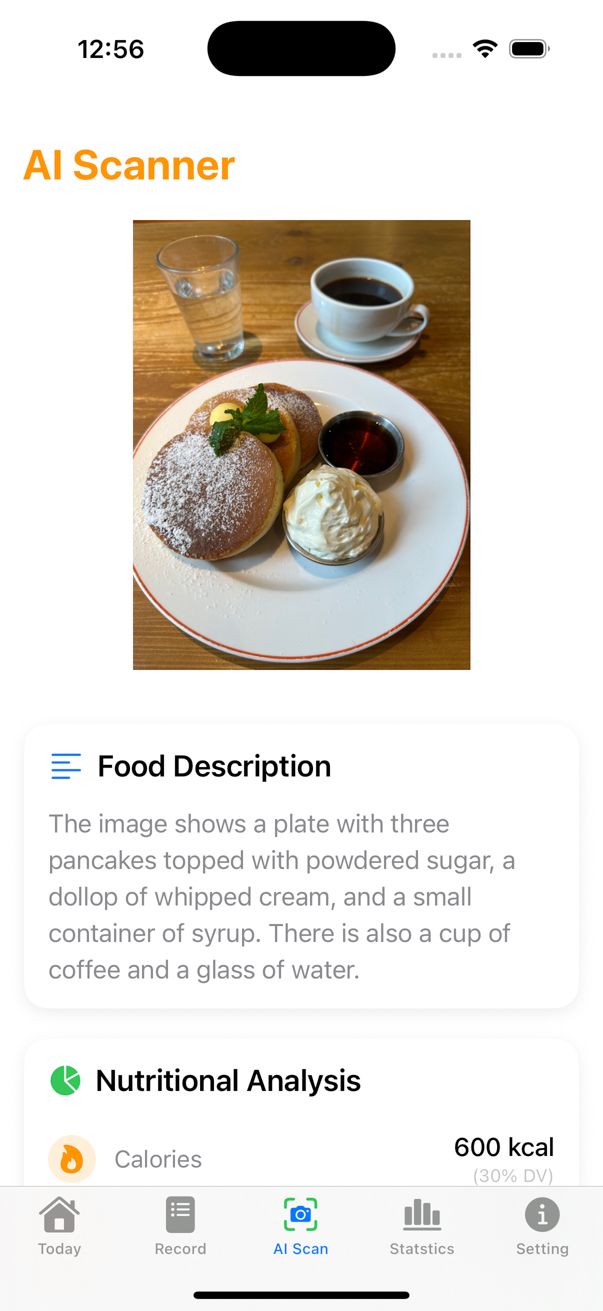 12:56
AI Scanner
Food Description
The image shows a plate with three
pancakes topped with powdered sugar, a
dollop of whipped cream, and a small
container of syrup. There is also a cup of
coffee and a glass of water.
Nutritional Analysis
Calories
600 kcal
(30% DV)
Today
Record
AI Scan
Statstics
Setting